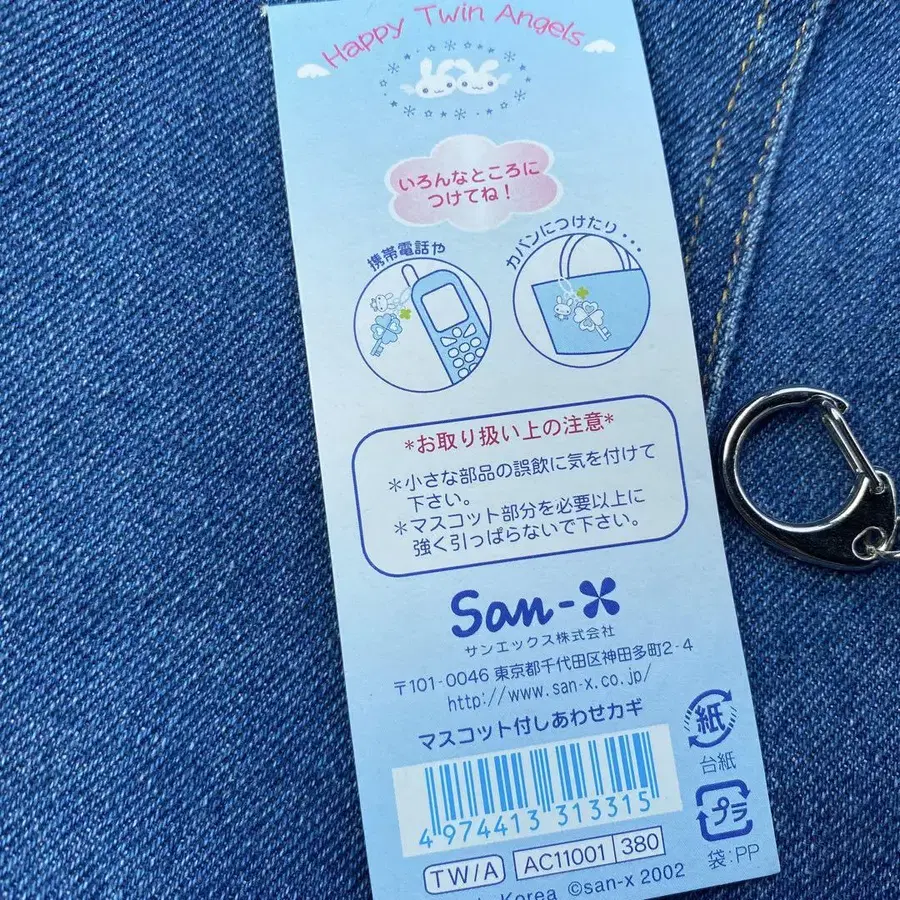 Happy Twin Angels
いろんなところに
つけてね！
携帯電話や
カバンにつけたり・・・
*お取り扱い上の注意*
*小さな部品の誤飲に気を付けて
下さい。
*マスコット部分を必要以上に
強く引っぱらないで下さい。
San-X
サンエックス株式会社
〒101-0046 東京都千代田区神田多町2-4
http://www.san-x.co.jp/
マスコット付しあわせカギ
紙
台紙
4974413 313315
プラ
袋:PP
TW/A AC11001 380
Korea ©san-x 2002